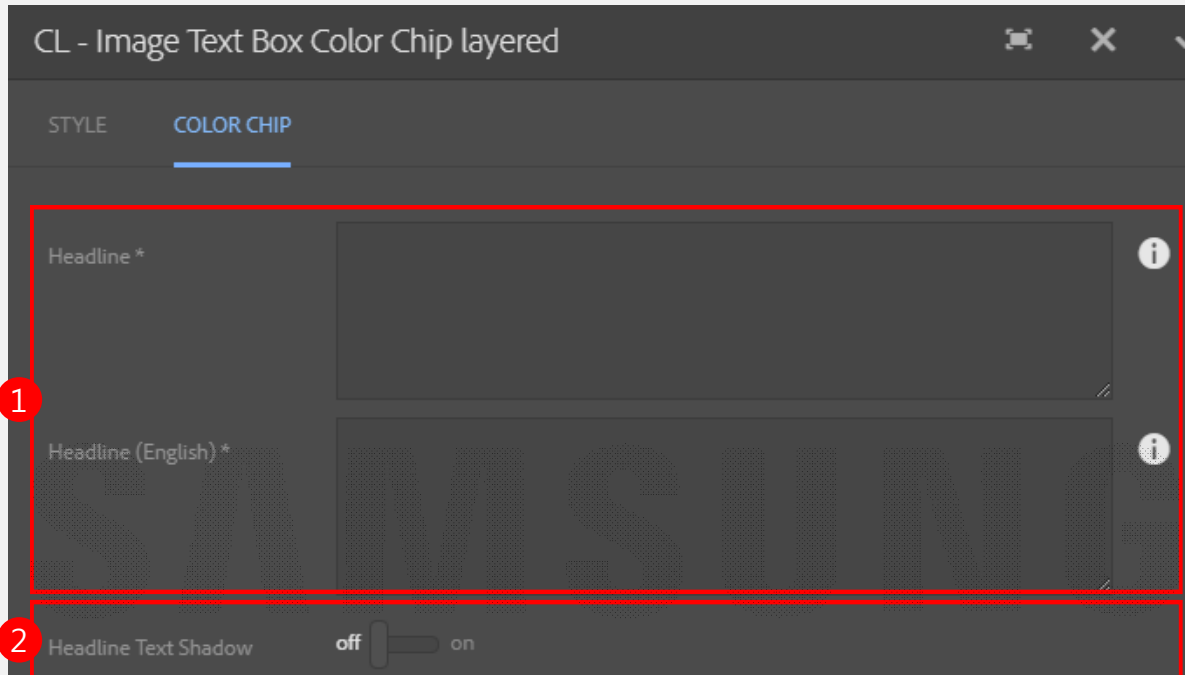 CL - Image Text Box Color Chip layered
STYLE COLOR CHIP
Headline *
1
Headline (English) *
SAMSUNG
2 Headline Text Shadow off on